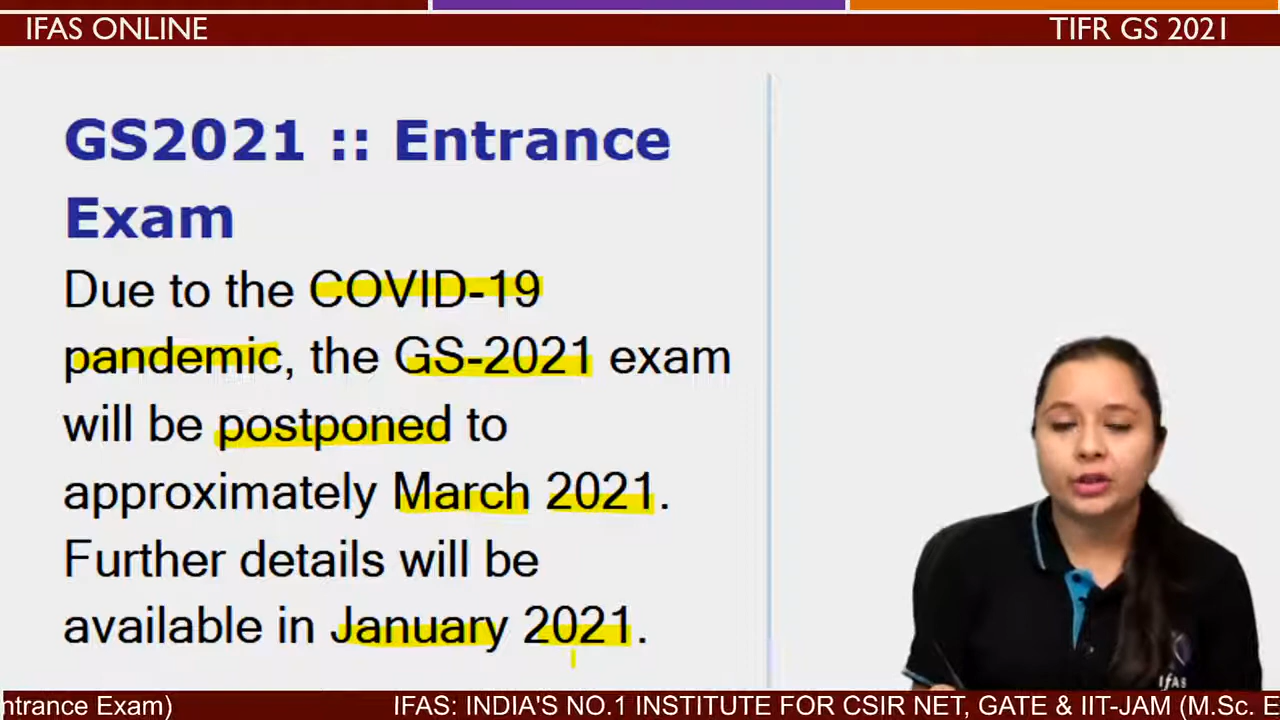 IFAS ONLINE
TIFR GS 2021
GS2021 :: Entrance
Exam
Due to the COVID-19
pandemic, the GS-2021 exam
will be postponed to
approximately March 2021.
Further details will be
available in January 2021.
IFAS
ntrance Exam)
IFAS: INDIA'S NO.1 INSTITUTE FOR CSIR NET, GATE & IIT-JAM (M.Sc. E